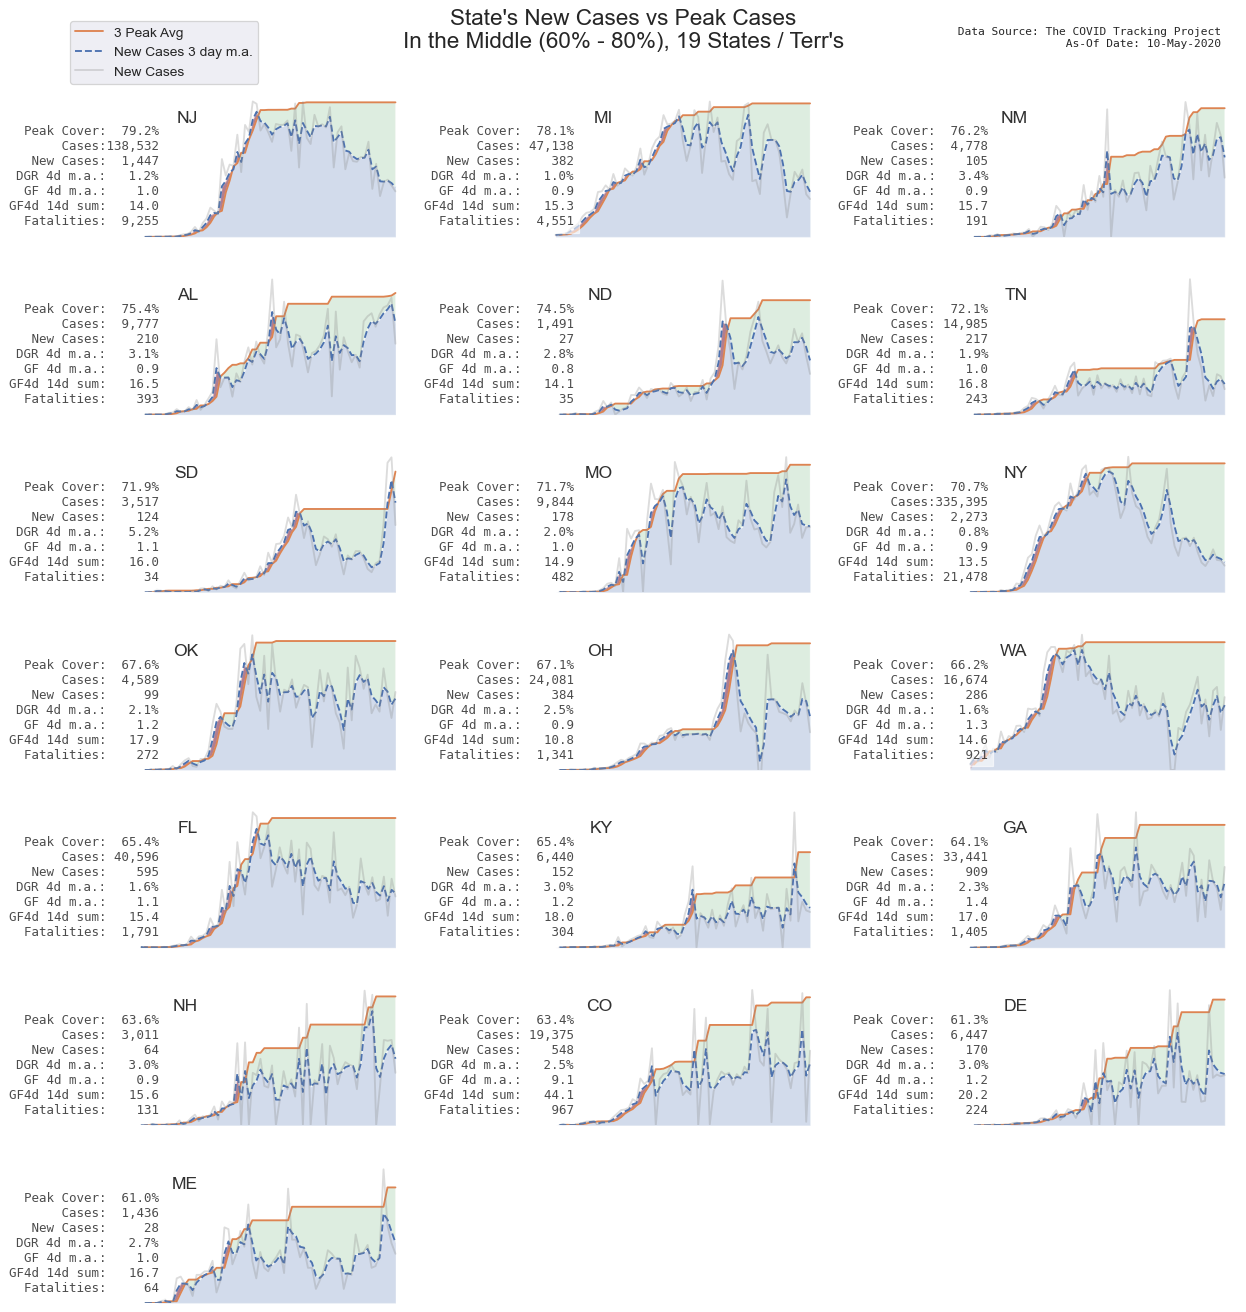 State's New Cases vs Peak Cases
In the Middle (60% - 80%), 19 States / Terr's
3 Peak Avg
New Cases 3 day m.a.
New Cases
Data Source: The COVID Tracking Project
As-Of Date: 10-May-2020
NJ
Peak Cover: 79.2%
Cases:138,532
New Cases: 1,447
DGR 4d m.a.: 1.2%
GF 4d m.a.: 1.0
GF4d 14d sum: 14.0
Fatalities: 9,255
MI
Peak Cover: 78.1%
Cases: 47,138
New Cases: 382
DGR 4d m.a.: 1.0%
GF 4d m.a.: 0.9
GF4d 14d sum: 15.3
Fatalities: 4,551
NM
Peak Cover: 76.2%
Cases: 4,778
New Cases: 105
DGR 4d m.a.: 3.4%
GF 4d m.a.: 0.9
GF4d 14d sum: 15.7
Fatalities: 191
AL
Peak Cover: 75.4%
Cases: 9,777
New Cases: 210
DGR 4d m.a.: 3.1%
GF 4d m.a.: 0.9
GF4d 14d sum: 16.5
Fatalities: 393
ND
Peak Cover: 74.5%
Cases: 1,491
New Cases: 27
DGR 4d m.a.: 2.8%
GF 4d m.a.: 0.8
GF4d 14d sum: 14.1
Fatalities: 35
TN
Peak Cover: 72.1%
Cases: 14,985
New Cases: 217
DGR 4d m.a.: 1.9%
GF 4d m.a.: 1.0
GF4d 14d sum: 16.8
Fatalities: 243
SD
Peak Cover: 71.9%
Cases: 3,517
New Cases: 124
DGR 4d m.a.: 5.2%
GF 4d m.a.: 1.1
GF4d 14d sum: 16.0
Fatalities: 34
MO
Peak Cover: 71.7%
Cases: 9,844
New Cases: 178
DGR 4d m.a.: 2.0%
GF 4d m.a.: 1.0
GF4d 14d sum: 14.9
Fatalities: 482
NY
Peak Cover: 70.7%
Cases:335,395
New Cases: 2,273
DGR 4d m.a.: 0.8%
GF 4d m.a.: 0.9
GF4d 14d sum: 13.5
Fatalities: 21,478
OK
Peak Cover: 67.6%
Cases: 4,589
New Cases: 99
DGR 4d m.a.: 2.1%
GF 4d m.a.: 1.2
GF4d 14d sum: 17.9
Fatalities: 272
OH
Peak Cover: 67.1%
Cases: 24,081
New Cases: 384
DGR 4d m.a.: 2.5%
GF 4d m.a.: 0.9
GF4d 14d sum: 10.8
Fatalities: 1,341
WA
Peak Cover: 66.2%
Cases: 16,674
New Cases: 286
DGR 4d m.a.: 1.6%
GF 4d m.a.: 1.3
GF4d 14d sum: 14.6
Fatalities: 921
FL
Peak Cover: 65.4%
Cases: 40,596
New Cases: 595
DGR 4d m.a.: 1.6%
GF 4d m.a.: 1.1
GF4d 14d sum: 15.4
Fatalities: 1,791
KY
Peak Cover: 65.4%
Cases: 6,440
New Cases: 152
DGR 4d m.a.: 3.0%
GF 4d m.a.: 1.2
GF4d 14d sum: 18.0
Fatalities: 304
GA
Peak Cover: 64.1%
Cases: 33,441
New Cases: 909
DGR 4d m.a.: 2.3%
GF 4d m.a.: 1.4
GF4d 14d sum: 17.0
Fatalities: 1,405
NH
Peak Cover: 63.6%
Cases: 3,011
New Cases: 64
DGR 4d m.a.: 3.0%
GF 4d m.a.: 0.9
GF4d 14d sum: 15.6
Fatalities: 131
CO
Peak Cover: 63.4%
Cases: 19,375
New Cases: 548
DGR 4d m.a.: 2.5%
GF 4d m.a.: 9.1
GF4d 14d sum: 44.1
Fatalities: 967
DE
Peak Cover: 61.3%
Cases: 6,447
New Cases: 170
DGR 4d m.a.: 3.0%
GF 4d m.a.: 1.2
GF4d 14d sum: 20.2
Fatalities: 224
ME
Peak Cover: 61.0%
Cases: 1,436
New Cases: 28
DGR 4d m.a.: 2.7%
GF 4d m.a.: 1.0
GF4d 14d sum: 16.7
Fatalities: 64